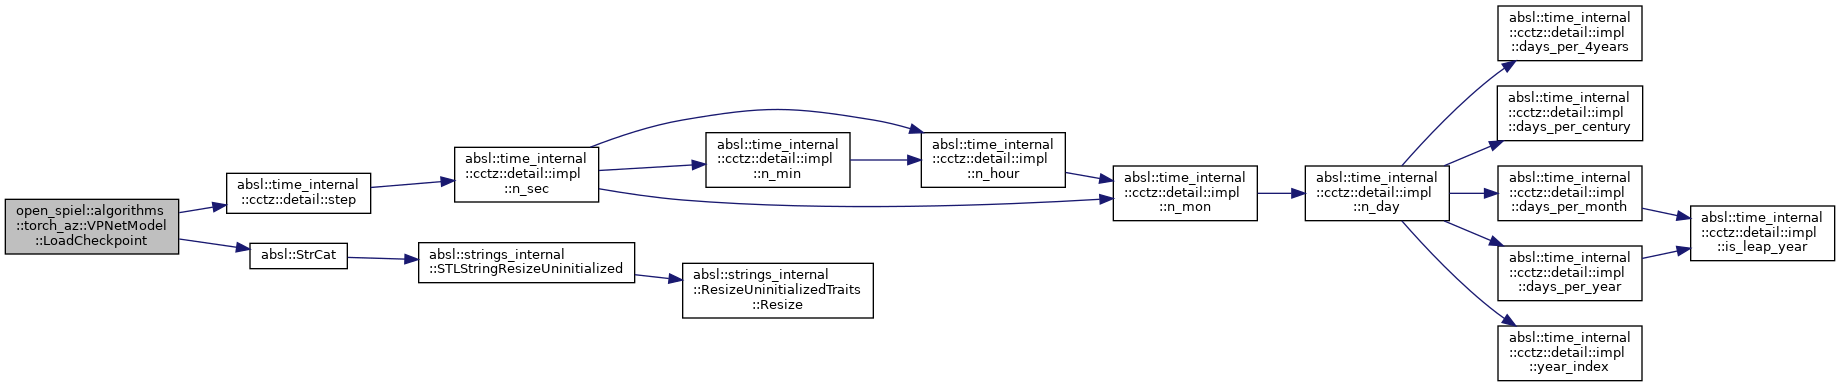 open_spiel::algorithms
::torch_az::VPNetModel
::LoadCheckpoint
absl::time_internal
::cctz::detail::step
absl::StrCat
absl::time_internal
::cctz::detail::impl
::n_sec
absl::strings_internal
::STLStringResizeUninitialized
absl::time_internal
::cctz::detail::impl
::n_min
absl::strings_internal
::ResizeUninitializedTraits
::Resize
absl::time_internal
::cctz::detail::impl
::n_hour
absl::time_internal
::cctz::detail::impl
::n_mon
absl::time_internal
::cctz::detail::impl
::n_day
absl::time_internal
::cctz::detail::impl
::days_per_4years
absl::time_internal
::cctz::detail::impl
::days_per_century
absl::time_internal
::cctz::detail::impl
::days_per_month
absl::time_internal
::cctz::detail::impl
::days_per_year
absl::time_internal
::cctz::detail::impl
::year_index
absl::time_internal
::cctz::detail::impl
::is_leap_year